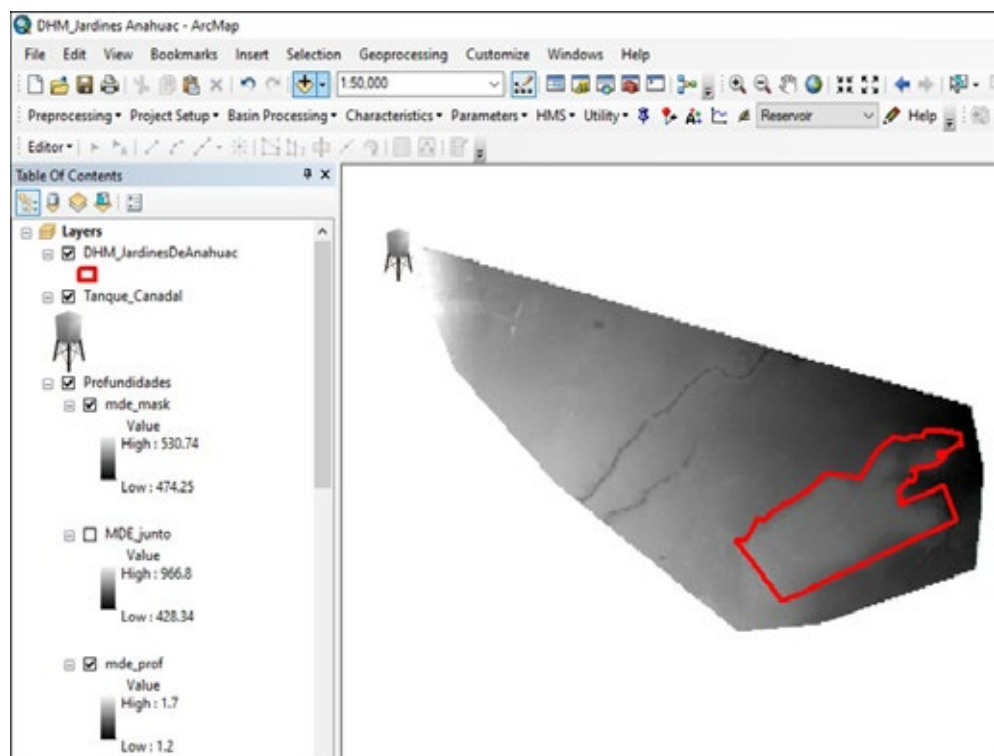 DHM_Jardines Anahuac - ArcMap
File Edit View Bookmarks Insert Selection Geoprocessing Customize Windows Help
1:50,000
Preprocessing Project Setup Basin Processing Characteristics Parameters HMS Utility Reservoir Help
Editor
Table Of Contents
Layers
DHM_JardinesDeAnahuac
Tanque_Canadal
Profundidades
mde_mask
Value
High : 530.74
Low : 474.25
MDE_junto
Value
High : 966.8
Low : 428.34
mde_prof
Value
High : 1.7
Low : 1.2